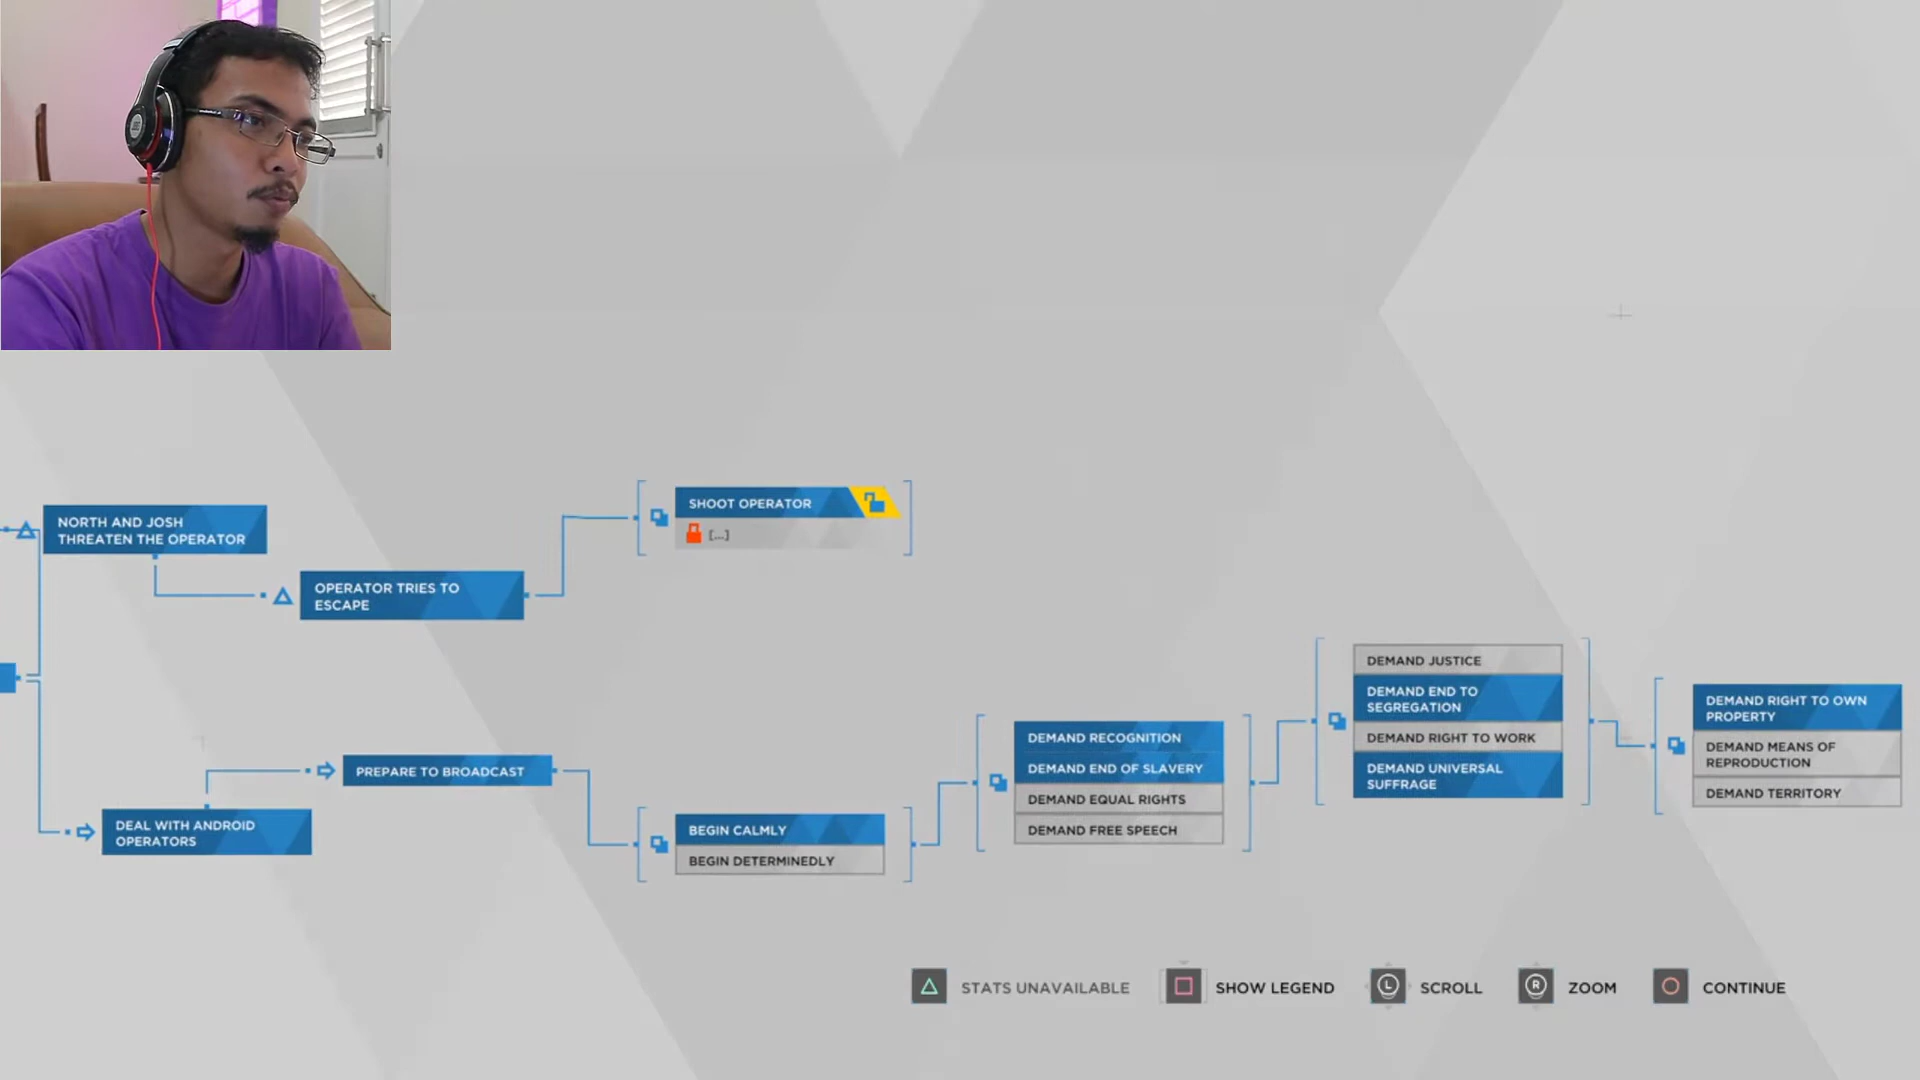 NORTH AND JOSH
THREATEN THE OPERATOR
OPERATOR TRIES TO
ESCAPE
SHOOT OPERATOR
[...]
DEAL WITH ANDROID
OPERATORS
PREPARE TO BROADCAST
BEGIN CALMLY
BEGIN DETERMINEDLY
DEMAND RECOGNITION
DEMAND END OF SLAVERY
DEMAND EQUAL RIGHTS
DEMAND FREE SPEECH
DEMAND JUSTICE
DEMAND END TO
SEGREGATION
DEMAND RIGHT TO WORK
DEMAND UNIVERSAL
SUFFRAGE
DEMAND RIGHT TO OWN
PROPERTY
DEMAND MEANS OF
REPRODUCTION
DEMAND TERRITORY
STATS UNAVAILABLE
SHOW LEGEND
L SCROLL
R ZOOM
CONTINUE